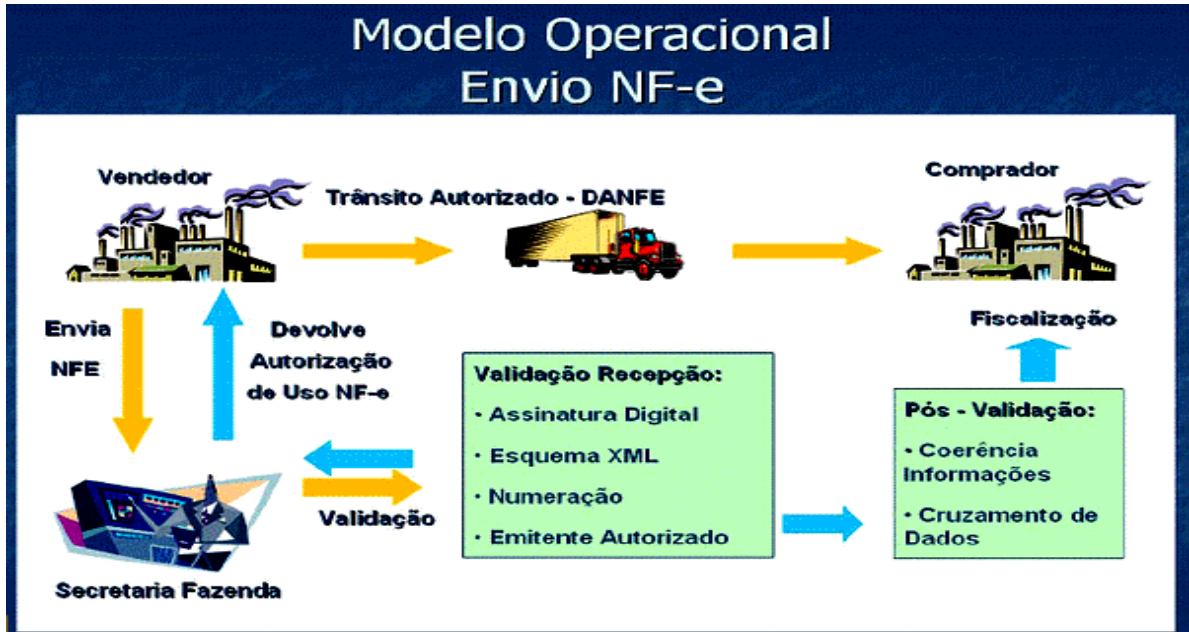 Modelo Operacional
Envio NF-e
Vendedor
Trânsito Autorizado - DANFE
Comprador
Envia
NFE
Devolve
Autorização
de Uso NF-e
Validação Recepção:
• Assinatura Digital
• Esquema XML
• Numeração
• Emitente Autorizado
Fiscalização
Pós - Validação:
• Coerência
Informações
• Cruzamento de
Dados
Validação
Secretaria Fazenda